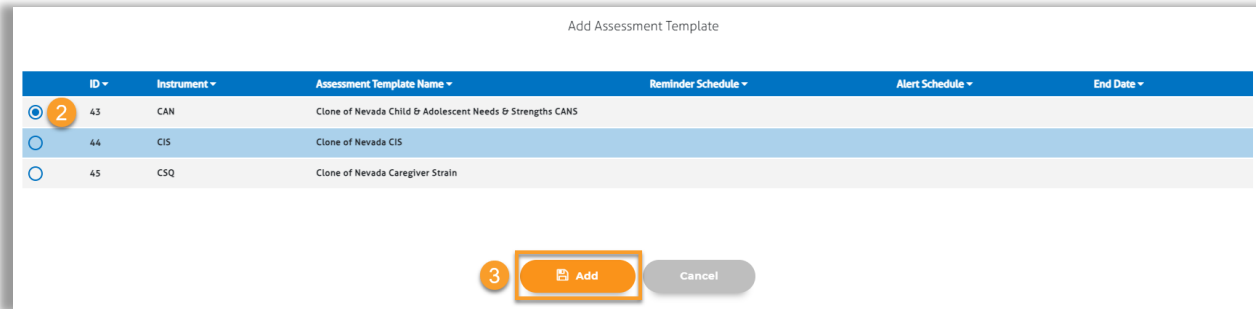 Add Assessment Template
ID Instrument Assessment Template Name Reminder Schedule Alert Schedule End Date
2 43 CAN Clone of Nevada Child & Adolescent Needs & Strengths CANS
44 CIS Clone of Nevada CIS
45 CSQ Clone of Nevada Caregiver Strain
3 Add Cancel